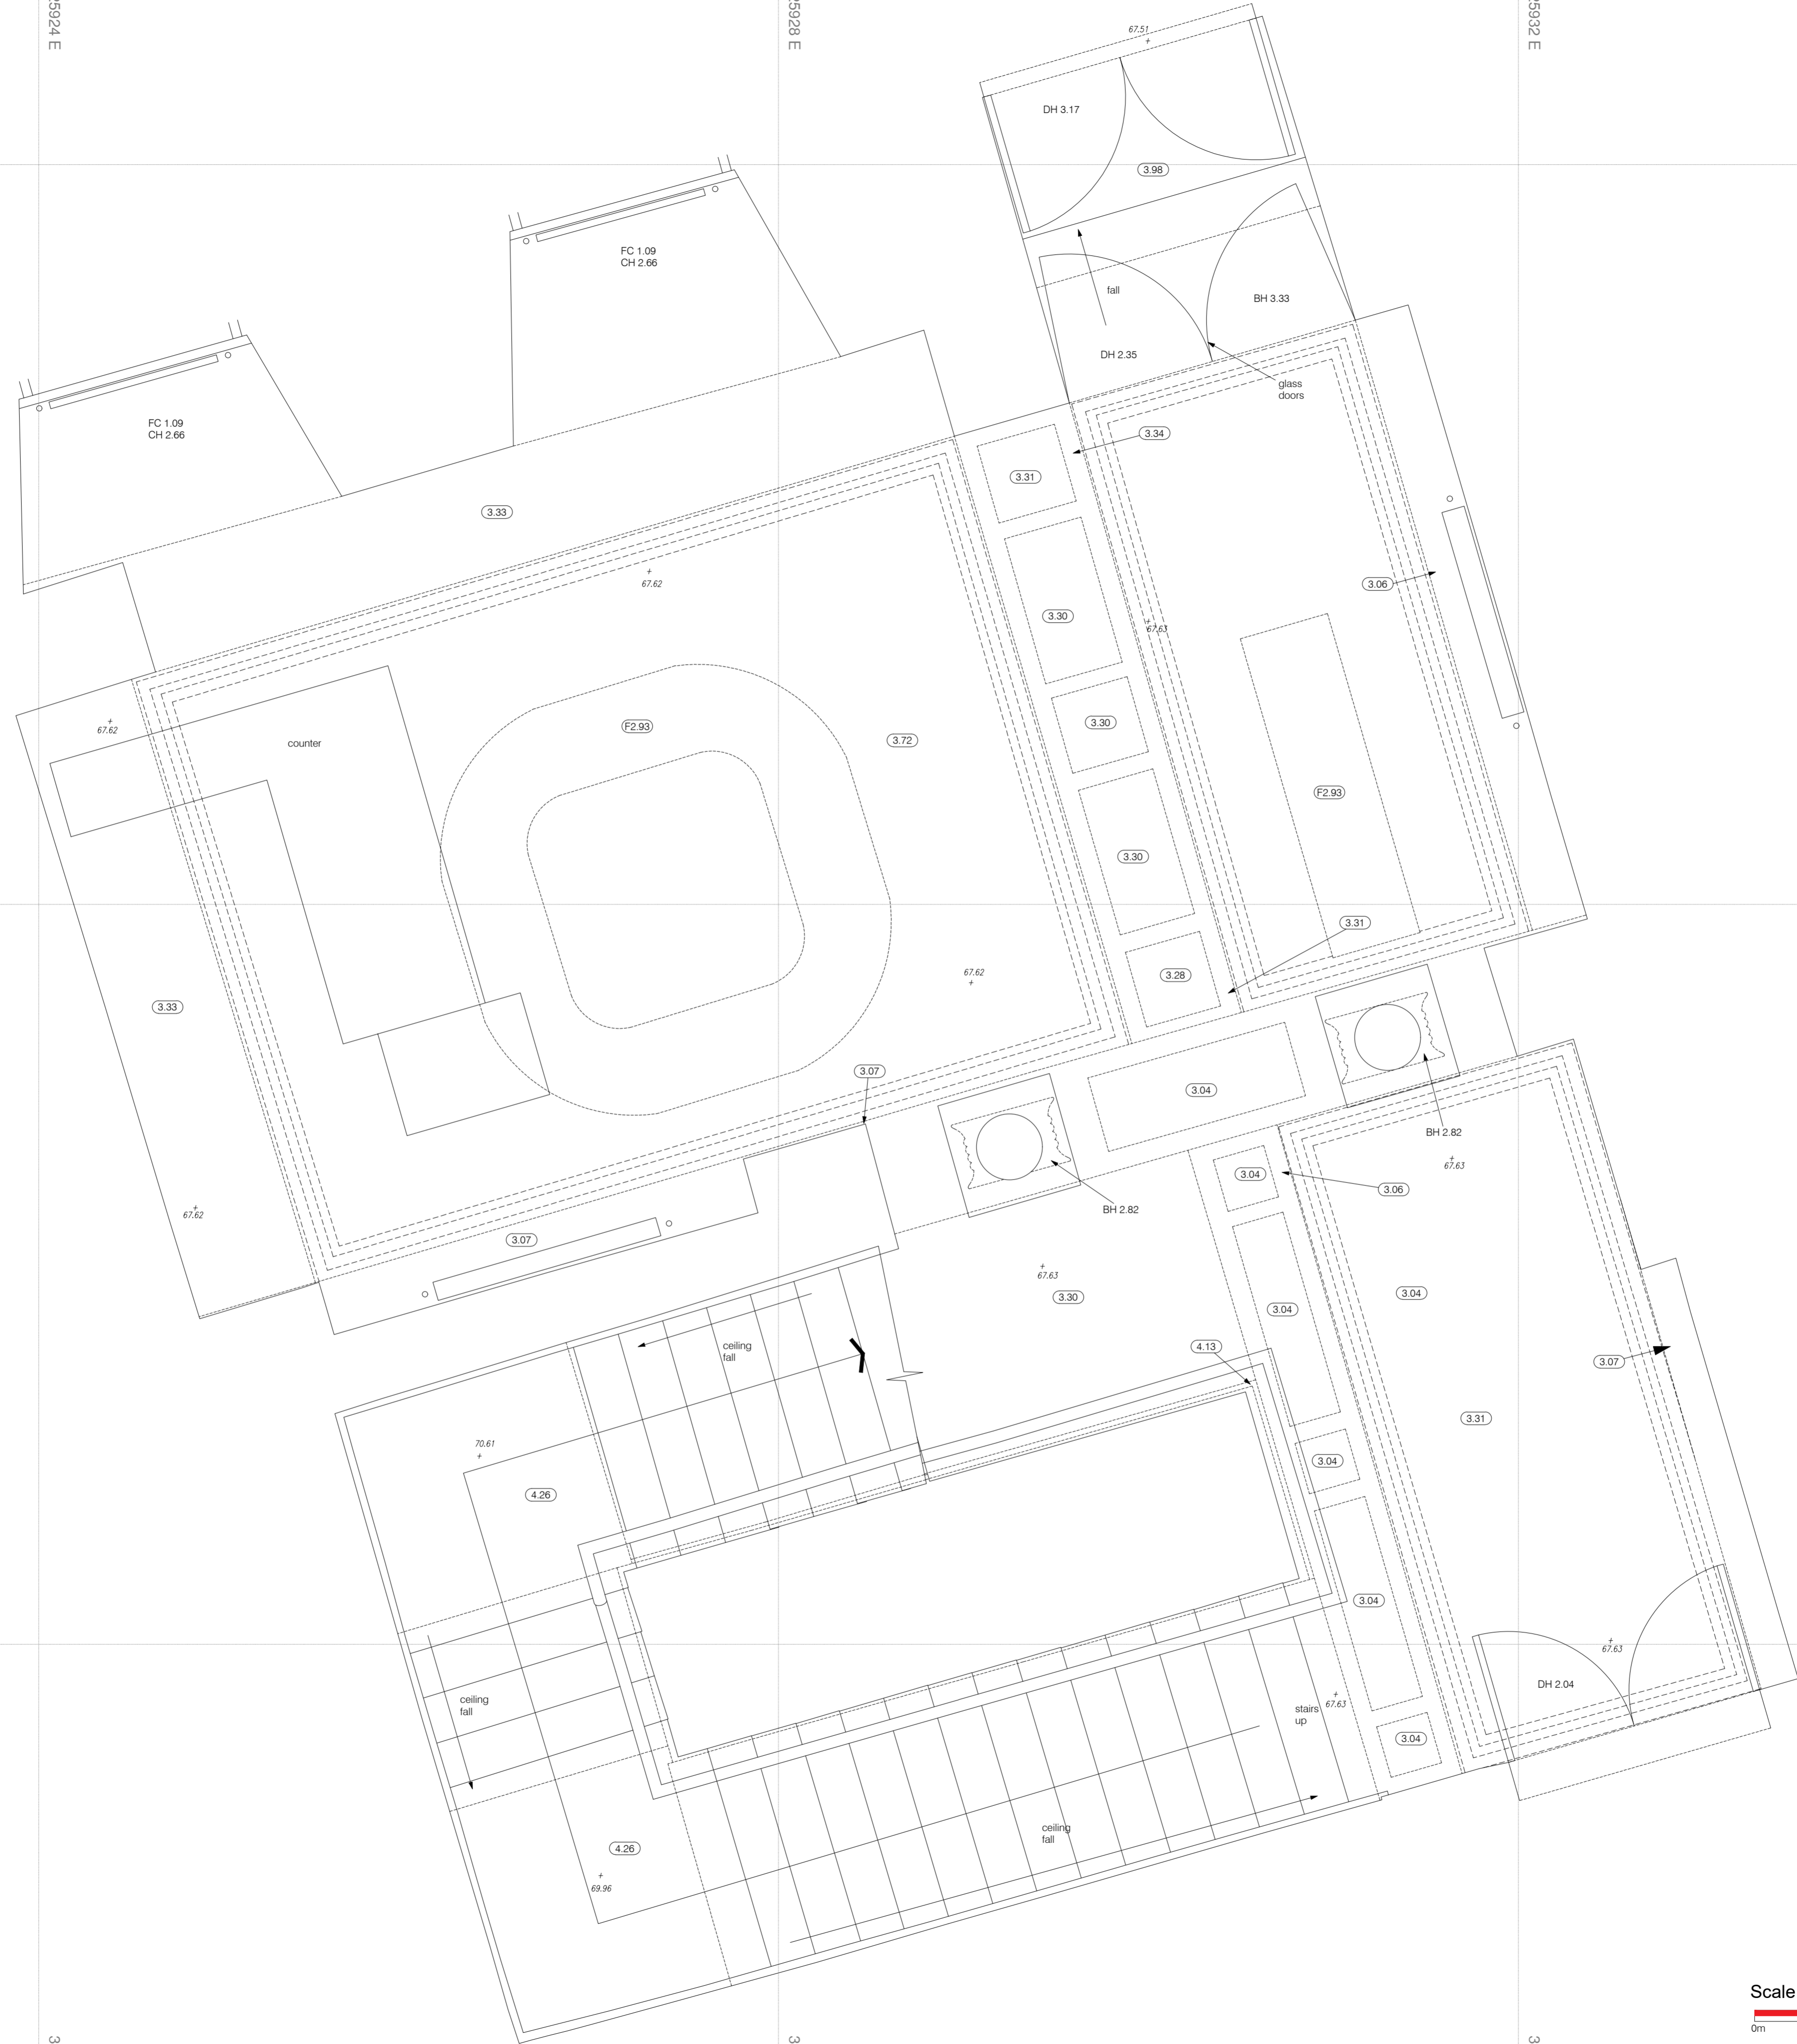 5924 E
5928 E
5932 E
67.51
DH 3.17
3.98
FC 1.09
CH 2.66
fall
BH 3.33
DH 2.35
glass
doors
FC 1.09
CH 2.66
3.34
3.31
3.33
67.62
3.06
3.30
67.63
67.62
F2.93
3.30
3.72
counter
F2.93
3.30
3.31
67.62
3.28
3.33
3.07
3.04
BH 2.82
67.63
3.04
3.06
BH 2.82
67.62
3.07
67.63
3.30
3.04
3.04
ceiling
fall
4.13
3.07
3.31
70.61
4.26
3.04
3.04
67.63
DH 2.04
ceiling
fall
stairs
up
67.63
3.04
ceiling
fall
4.26
69.96
Scale
0m
3
3
3